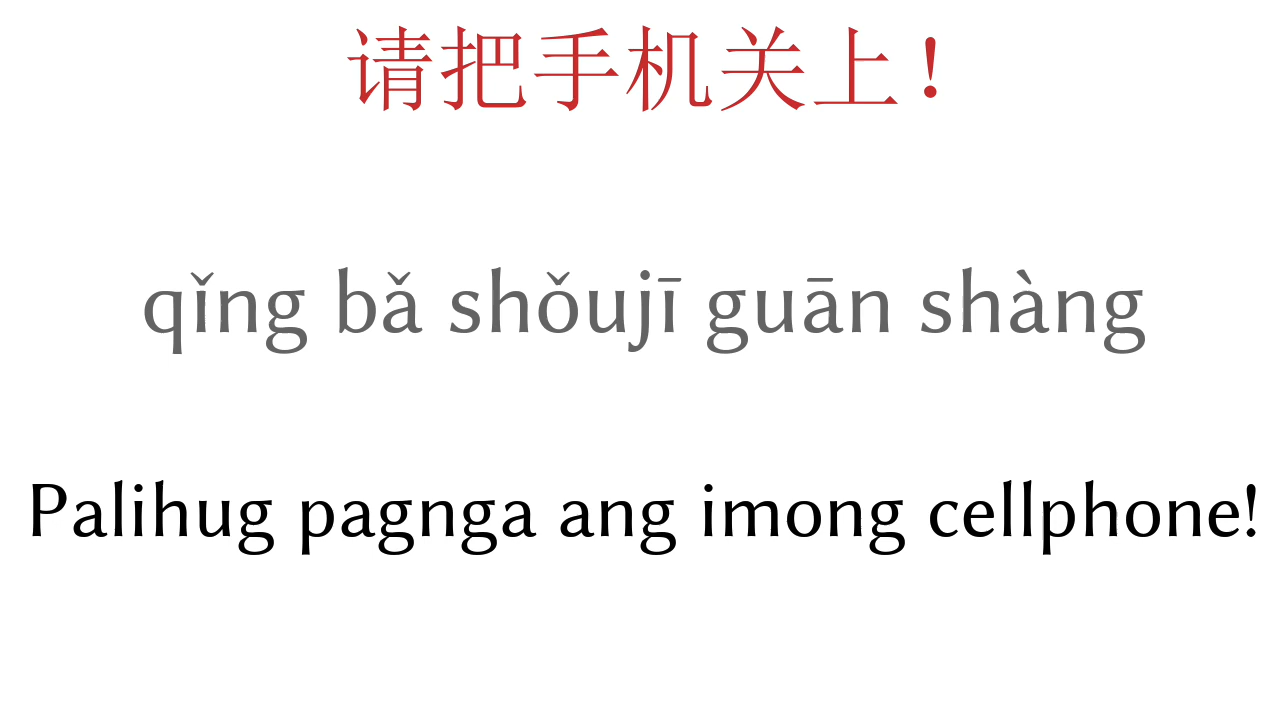 请把手机关上！
qǐng bǎ shǒujī guān shàng
Palihug pagnga ang imong cellphone!